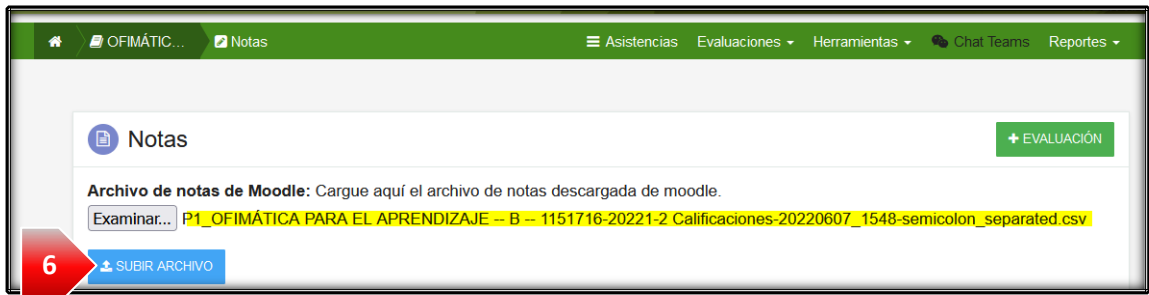 OFIMÁTIC... Notas Asistencias Evaluaciones Herramientas Chat Teams Reportes
Notas
+ EVALUACIÓN
Archivo de notas de Moodle: Cargue aquí el archivo de notas descargada de moodle.
Examinar... P1_OFIMÁTICA PARA EL APRENDIZAJE -- B -- 1151716-20221-2 Calificaciones-20220607_1548-semicolon_separated.csv
6 SUBIR ARCHIVO